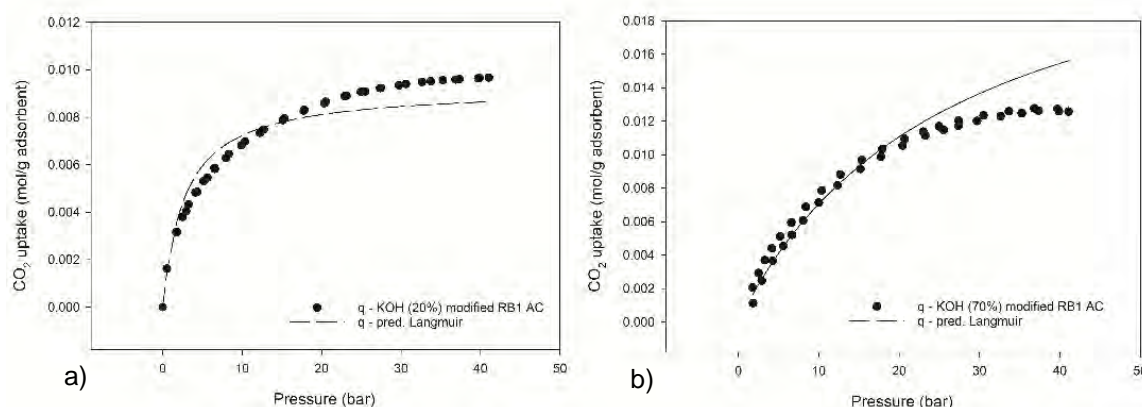 0.012
0.010
0.008
0.006
0.004
0.002
0.000
CO2 uptake (mol/g adsorbent)
q - KOH (20%) modified RB1 AC
q - pred. Langmuir
0 10 20 30 40 50
Pressure (bar)
a)
0.018
0.016
0.014
0.012
0.010
0.008
0.006
0.004
0.002
0.000
CO2 uptake (mol/g adsorbent)
q - KOH (70%) modified RB1 AC
q - pred. Langmuir
0 10 20 30 40 50
Pressure (bar)
b)